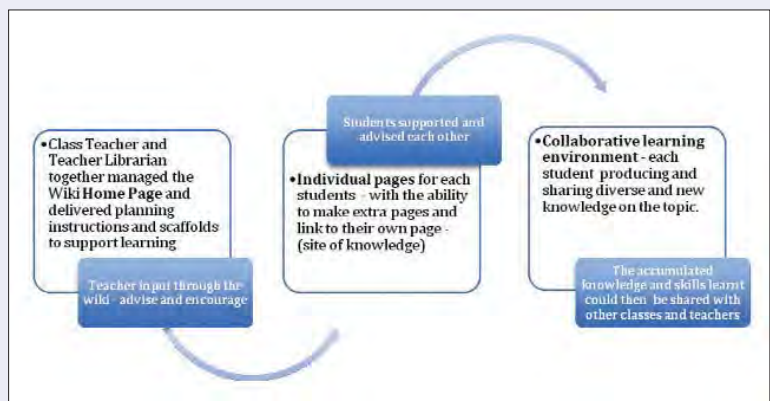 •Class Teacher and
Teacher Librarian
together managed the
Wiki Home Page and
delivered planning
instructions and scaffolds
to support learning
Teacher input through the
wiki - advise and encourage
Students supported and
advised each other
•Individual pages for each
students - with the ability
to make extra pages and
link to their own page -
(site of knowledge)
•Collaborative learning
environment - each
student producing and
sharing diverse and new
knowledge on the topic.
The accumulated
knowledge and skills learnt
could then be shared with
other classes and teachers